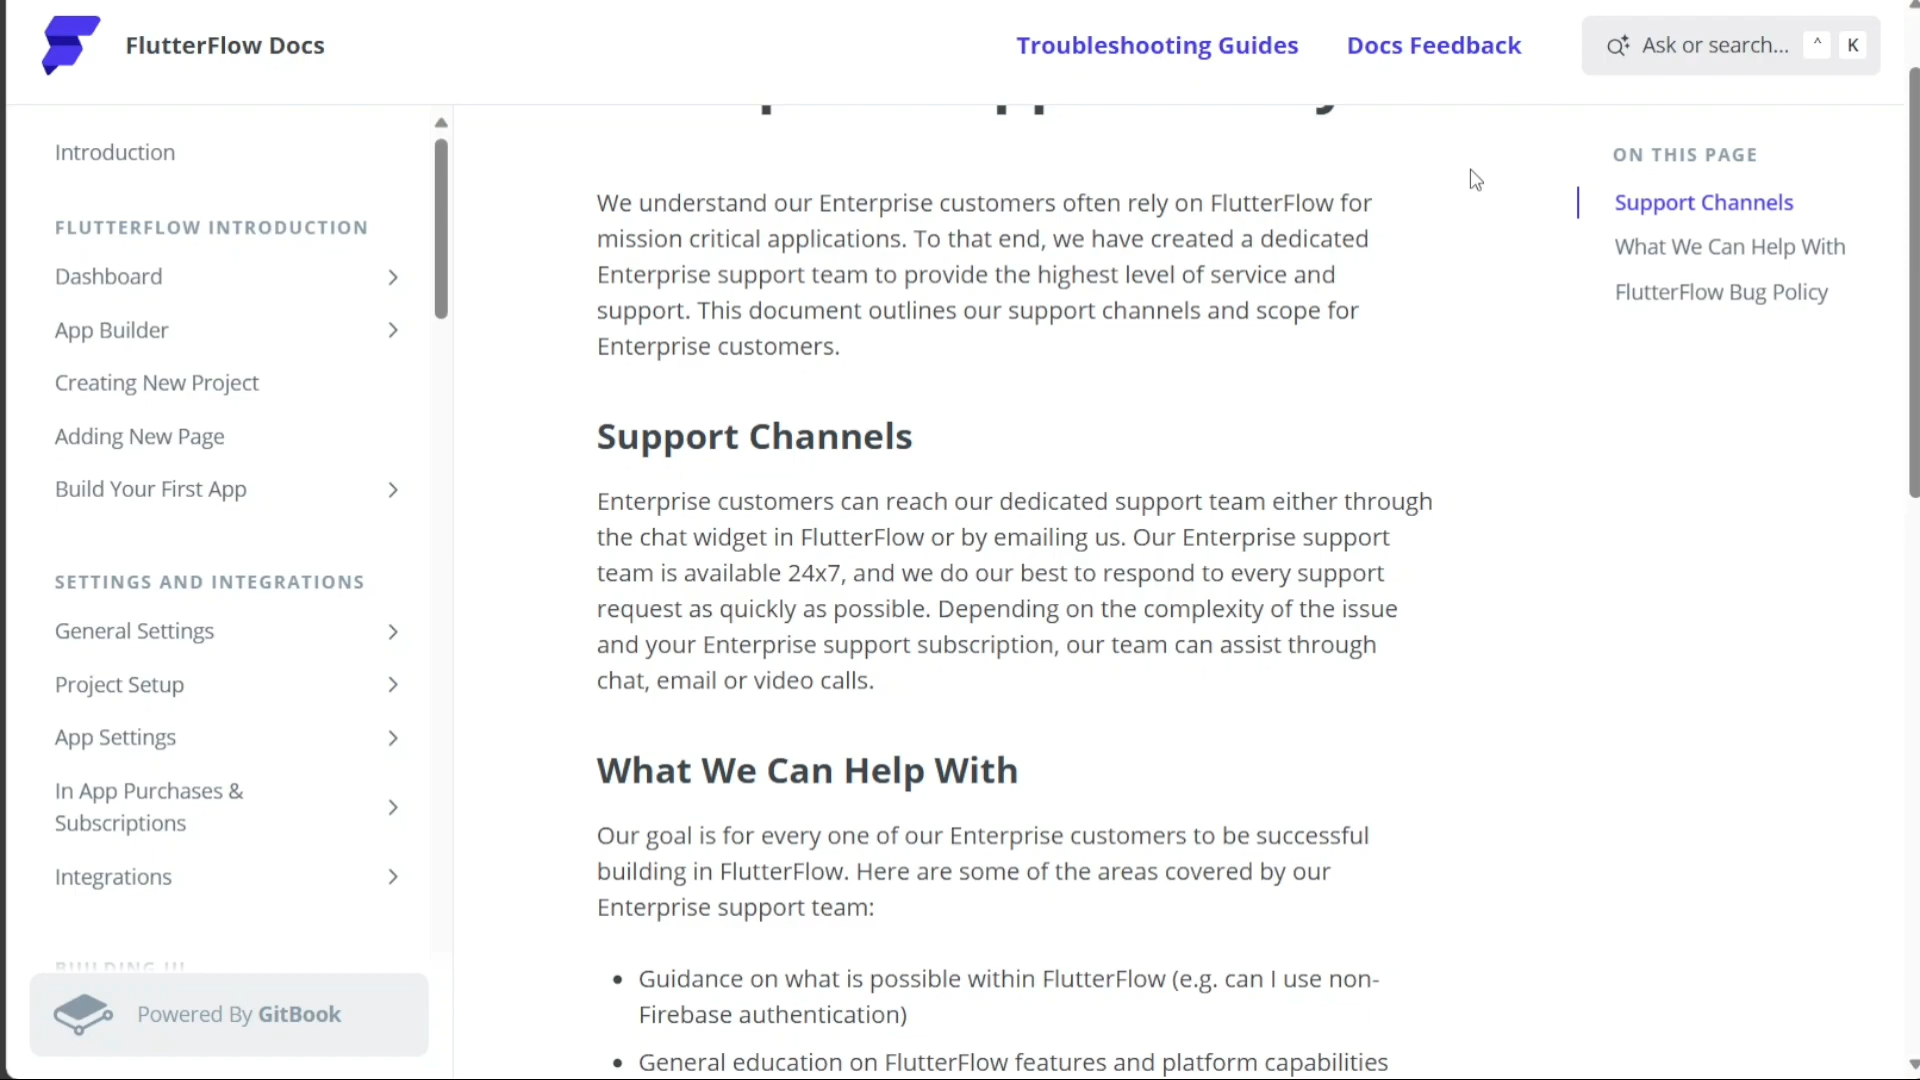 FlutterFlow Docs
Troubleshooting Guides
Docs Feedback
Ask or search...
^
K
Introduction
FLUTTERFLOW INTRODUCTION
Dashboard
App Builder
Creating New Project
Adding New Page
Build Your First App
SETTINGS AND INTEGRATIONS
General Settings
Project Setup
App Settings
In App Purchases &
Subscriptions
Integrations
BUILDING UI
Powered By GitBook
We understand our Enterprise customers often rely on FlutterFlow for
mission critical applications. To that end, we have created a dedicated
Enterprise support team to provide the highest level of service and
support. This document outlines our support channels and scope for
Enterprise customers.
Support Channels
Enterprise customers can reach our dedicated support team either through
the chat widget in FlutterFlow or by emailing us. Our Enterprise support
team is available 24x7, and we do our best to respond to every support
request as quickly as possible. Depending on the complexity of the issue
and your Enterprise support subscription, our team can assist through
chat, email or video calls.
What We Can Help With
Our goal is for every one of our Enterprise customers to be successful
building in FlutterFlow. Here are some of the areas covered by our
Enterprise support team:
• Guidance on what is possible within FlutterFlow (e.g. can I use non-
Firebase authentication)
• General education on FlutterFlow features and platform capabilities
ON THIS PAGE
Support Channels
What We Can Help With
FlutterFlow Bug Policy